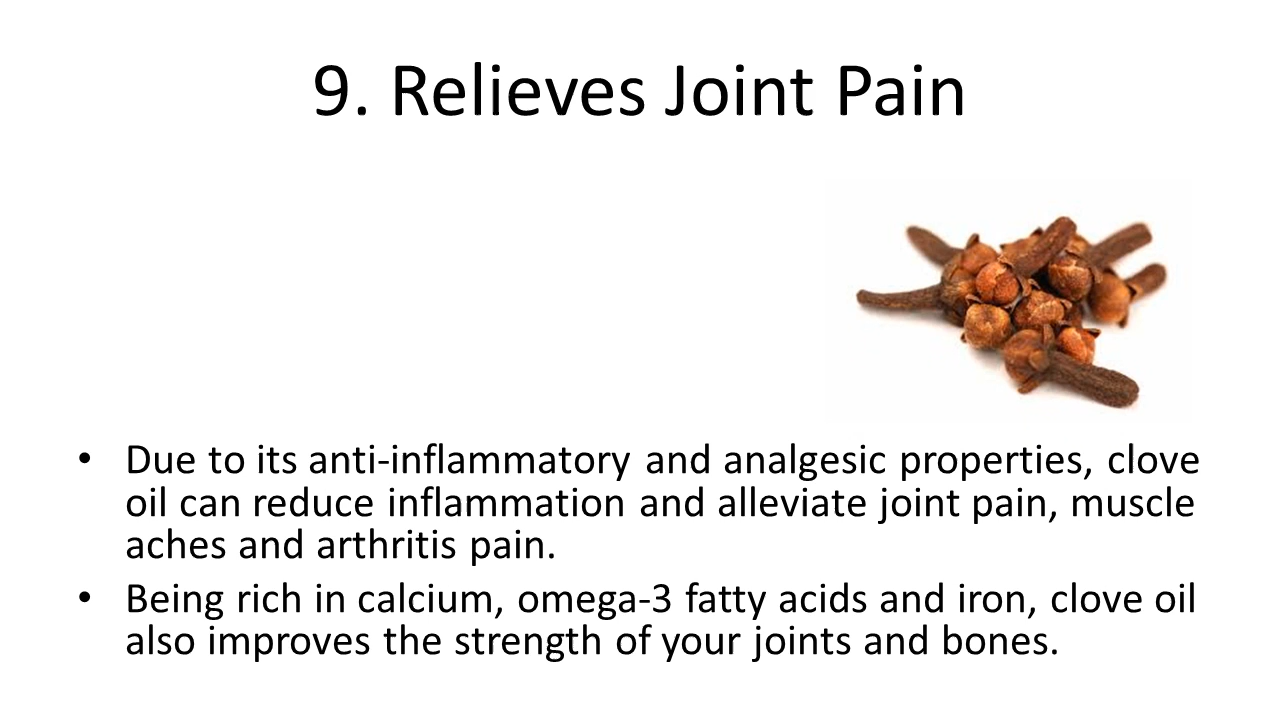 9. Relieves Joint Pain
• Due to its anti-inflammatory and analgesic properties, clove
oil can reduce inflammation and alleviate joint pain, muscle
aches and arthritis pain.
• Being rich in calcium, omega-3 fatty acids and iron, clove oil
also improves the strength of your joints and bones.